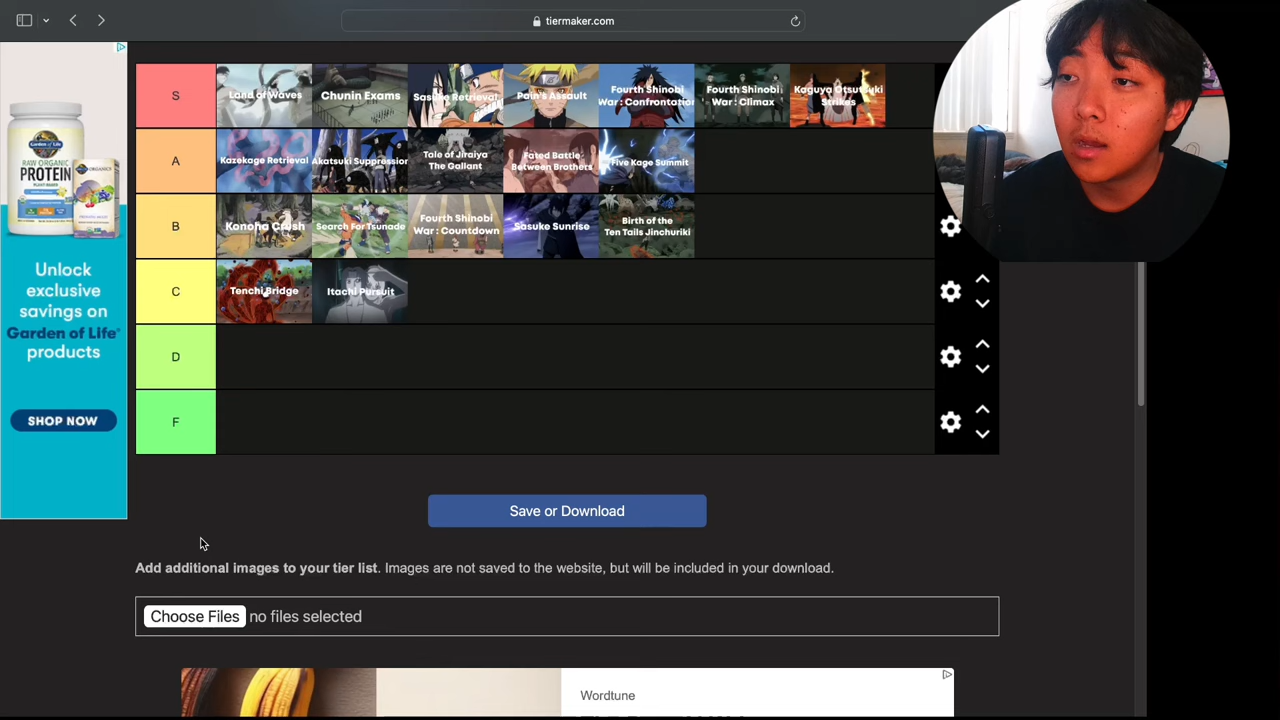 tiermaker.com
S
Land of Waves
Chunin Exams
Sasuke Retrieval
Pain's Assault
Fourth Shinobi
War : Confrontation
Fourth Shinobi
War : Climax
Kaguya Otsutsuki
Strikes
A
Kazekage Retrieval
Akatsuki Suppression
Tale of Jiraiya
The Gallant
Fated Battle
Between Brothers
Five Kage Summit
B
Konoha Crush
Search For Tsunade
Fourth Shinobi
War : Countdown
Sasuke Sunrise
Birth of the
Ten Tails Jinchuriki
C
Tenchi Bridge
Itachi Pursuit
D
F
Garden of Life
RAW ORGANIC
PROTEIN
Unlock
exclusive
savings on
Garden of Life®
products
SHOP NOW
Save or Download
Add additional images to your tier list. Images are not saved to the website, but will be included in your download.
Choose Files no files selected
Wordtune